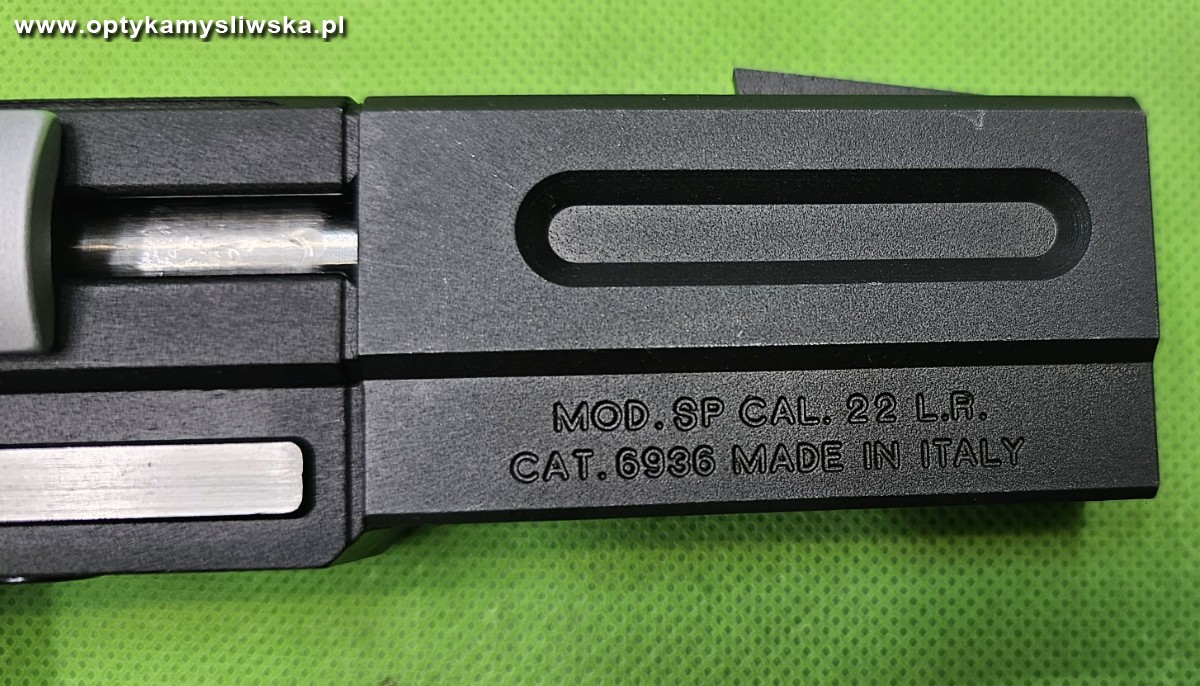 www.optykamysliwska.pl
MOD. SP CAL. 22 L.R.
CAT. 6936 MADE IN ITALY